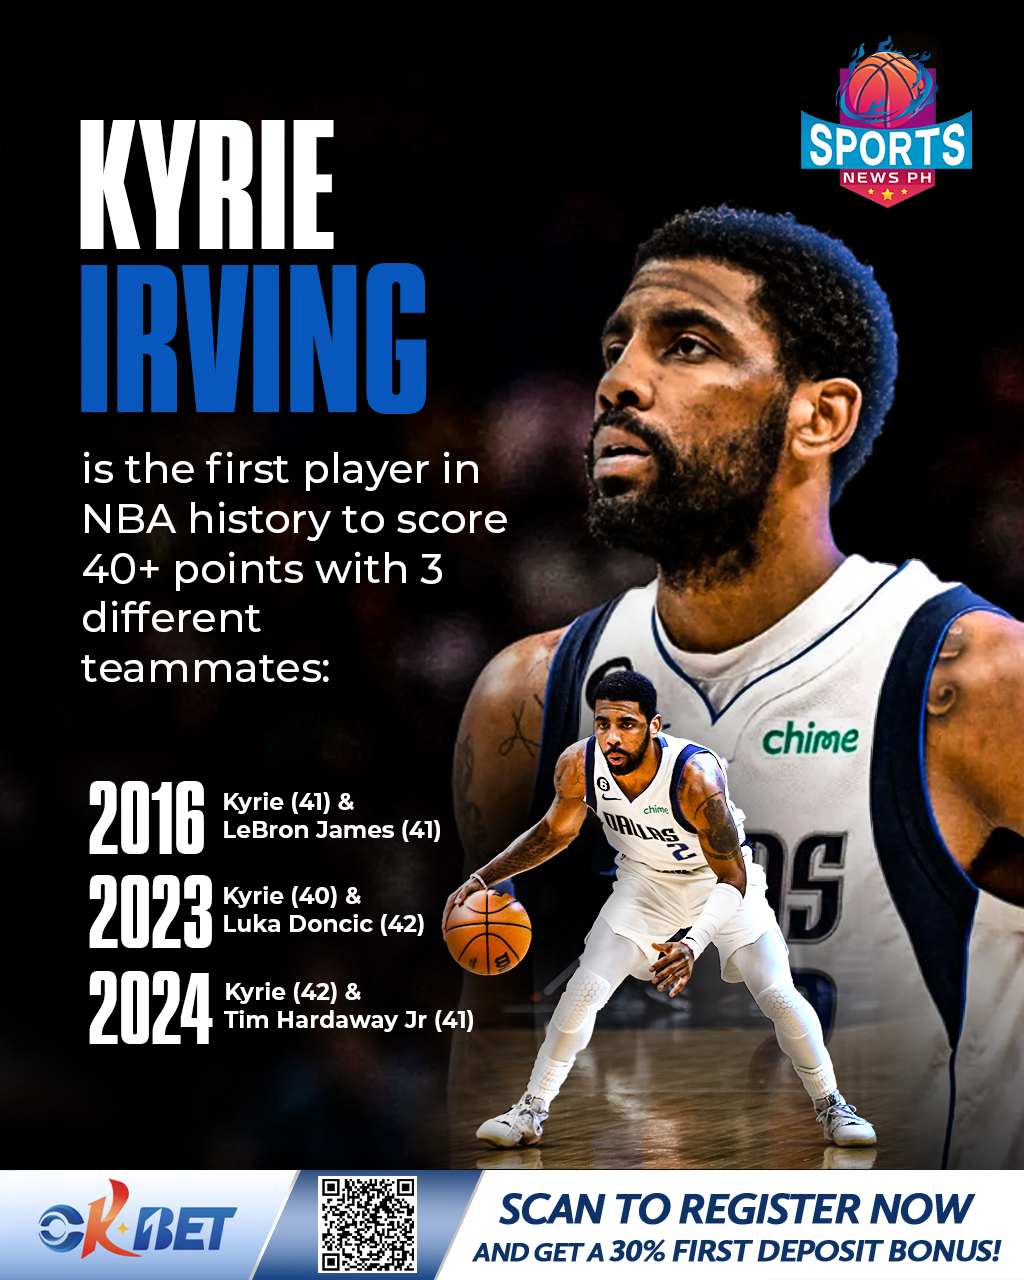 SPORTS
NEWS PH
KYRIE
IRVING
is the first player in
NBA history to score
40+ points with 3
different
teammates:
2016
Kyrie (41) &
LeBron James (41)
2023
Kyrie (40) &
Luka Doncic (42)
2024
Kyrie (42) &
Tim Hardaway Jr (41)
chime
6
chime
DALLAS
2
OKBET
SCAN TO REGISTER NOW
AND GET A 30% FIRST DEPOSIT BONUS!